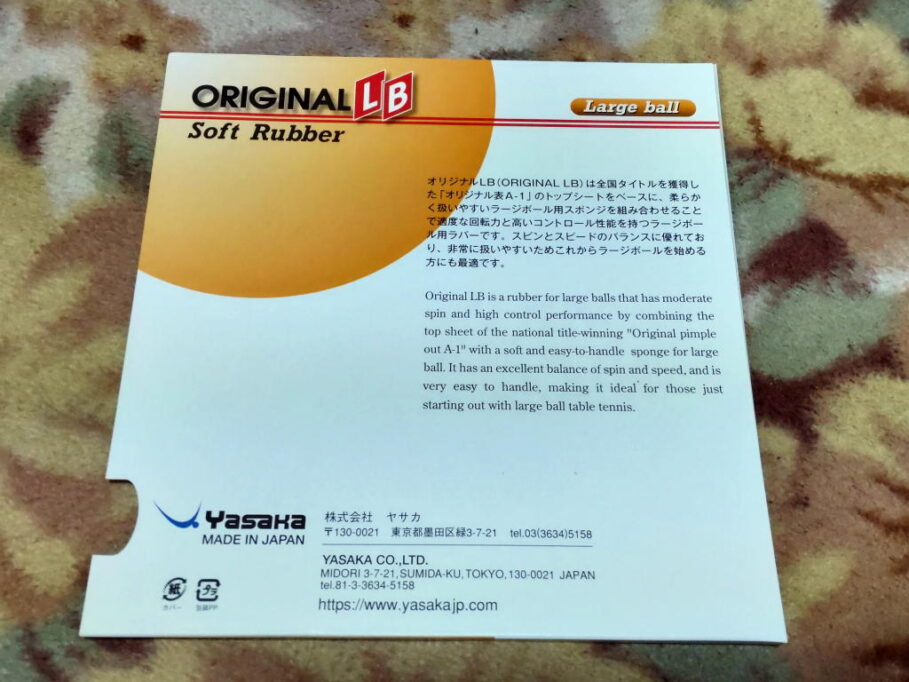 ORIGINAL LB
Large ball
Soft Rubber
オリジナルLB(ORIGINAL LB)は全国タイトルを獲得し
た「オリジナル表A-1」のトップシートをベースに、柔らか
く扱いやすいラージボール用スポンジを組み合わせること
で適度な回転力と高いコントロール性能を持つラージボー
ル用ラバーです。スピンとスピードのバランスに優れてお
り、非常に扱いやすいためこれからラージボールを始める
方にも最適です。
Original LB is a rubber for large balls that has moderate
spin and high control performance by combining the
top sheet of the national title-winning "Original pimple
out A-1" with a soft and easy-to-handle sponge for large
ball. It has an excellent balance of spin and speed, and is
very easy to handle, making it ideal for those just
starting out with large ball table tennis.
Yasaka
MADE IN JAPAN
株式会社 ヤサカ
〒130-0021 東京都墨田区緑3-7-21 tel.03(3634)5158
YASAKA CO.,LTD.
MIDORI 3-7-21, SUMIDA-KU, TOKYO, 130-0021 JAPAN
tel.81-3-3634-5158
https://www.yasakajp.com
紙
カバー
プラ
包装PP